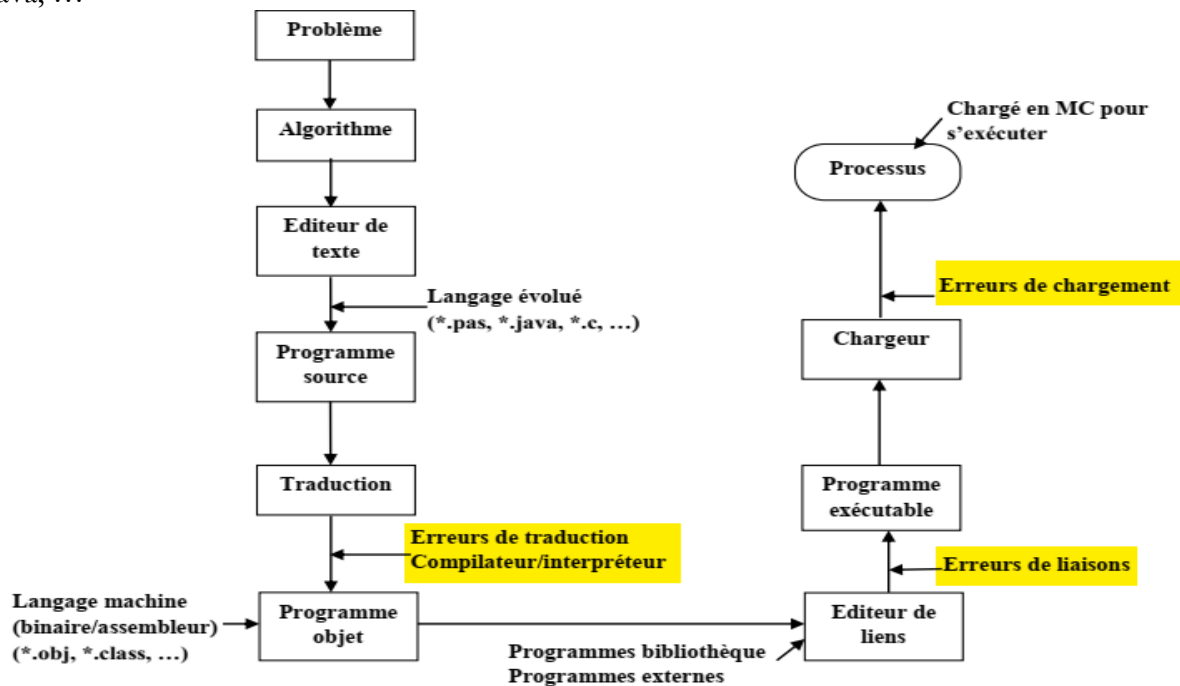 Problème
Algorithme
Editeur de
texte
Langage évolué
(*.pas, *.java, *.c, …)
Programme
source
Traduction
Erreurs de traduction
Compilateur/interpréteur
Langage machine
(binaire/assembleur)
(*.obj, *.class, …)
Programme
objet
Programmes bibliothèque
Programmes externes
Editeur de
liens
Erreurs de liaisons
Programme
exécutable
Chargeur
Erreurs de chargement
Processus
Chargé en MC pour
s'exécuter